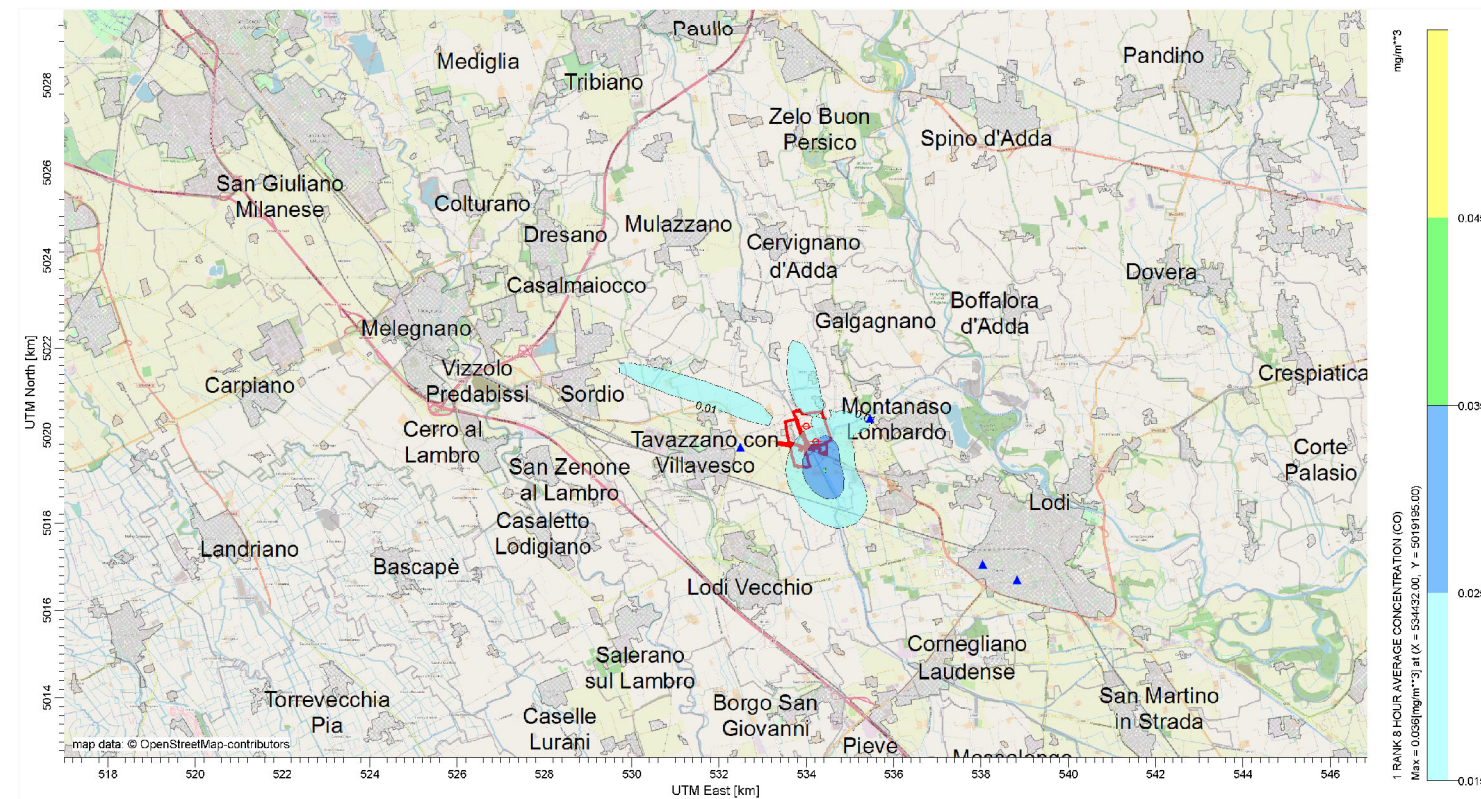 Paullo
Mediglia
Tribiano
Pandino
Zelo Buon
Persico
Spino d'Adda
San Giuliano
Milanese
Colturano
Dresano
Mulazzano
Cervignano
d'Adda
Dovera
Casalmaiocco
Boffalora
d'Adda
Galgagnano
Melegnano
Vizzolo
Predabissi
Carpiano
Sordio
Crespiatica
0.01
Montanaso
Lombardo
Cerro al
Lambro
Tavazzano con
Villavesco
San Zenone
al Lambro
Corte
Palasio
Lodi
Casaletto
Lodigiano
Landriano
Bascapè
Lodi Vecchio
Cornegliano
Laudense
Salerano
sul Lambro
Torrevecchia
Pia
Borgo San
Giovanni
San Martino
in Strada
Caselle
Lurani
Pieve
map data: © OpenStreetMap-contributors
5028
5026
5024
5022
5020
5018
5016
5014
UTM North [km]
518
520
522
524
526
528
530
532
534
536
538
540
542
544
546
UTM East [km]
mg/m**3
1 RANK 8 HOUR AVERAGE CONCENTRATION (CO)
Max = 0.036[mg/m**3] at (X = 534432.00, Y = 5019195.00)